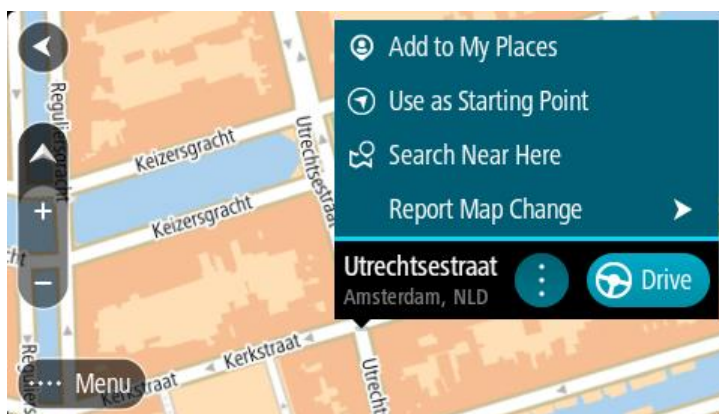 Add to My Places
Use as Starting Point
Search Near Here
Report Map Change
Utrechtsestraat
Amsterdam, NLD
Drive
Reguliersgracht
Keizersgracht
Utrechtsestraat
Keizersgracht
Kerkstraat
Menu